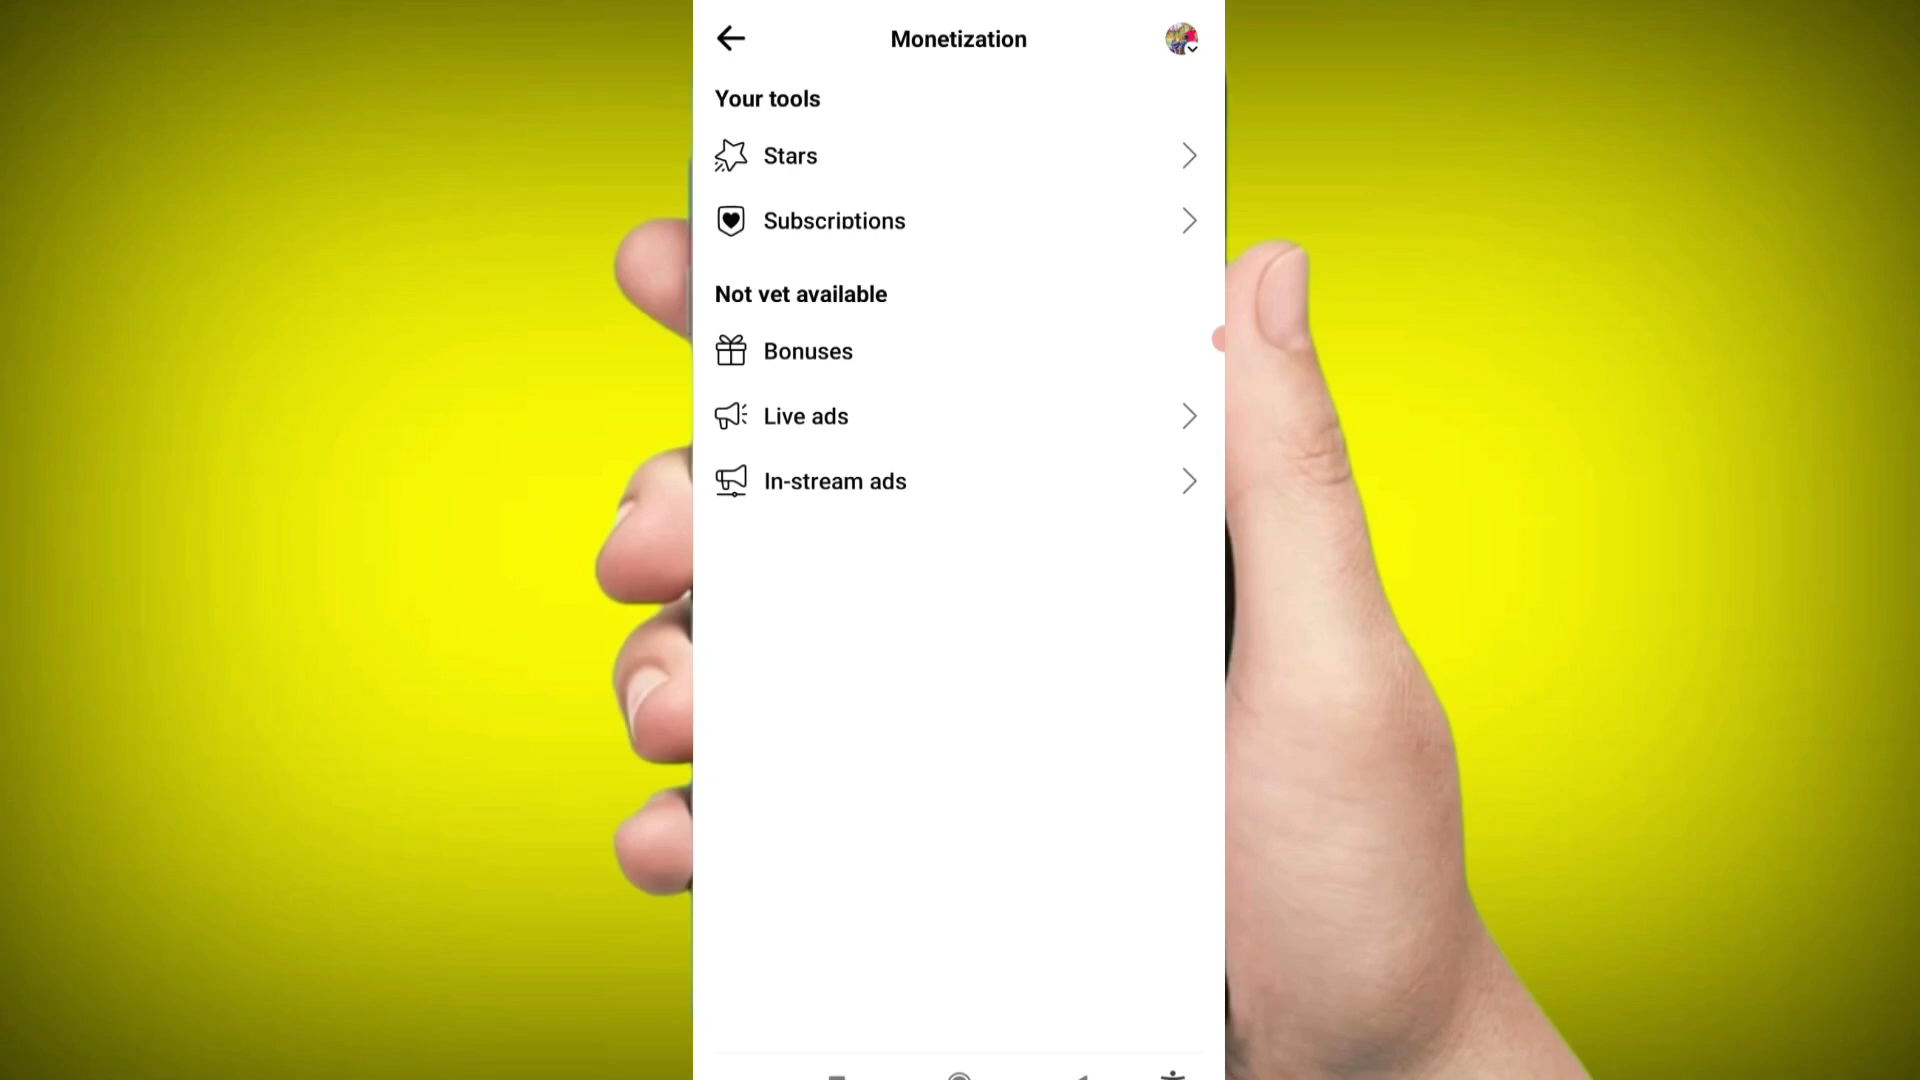 Monetization
Your tools
Stars
Subscriptions
Not yet available
Bonuses
Live ads
In-stream ads